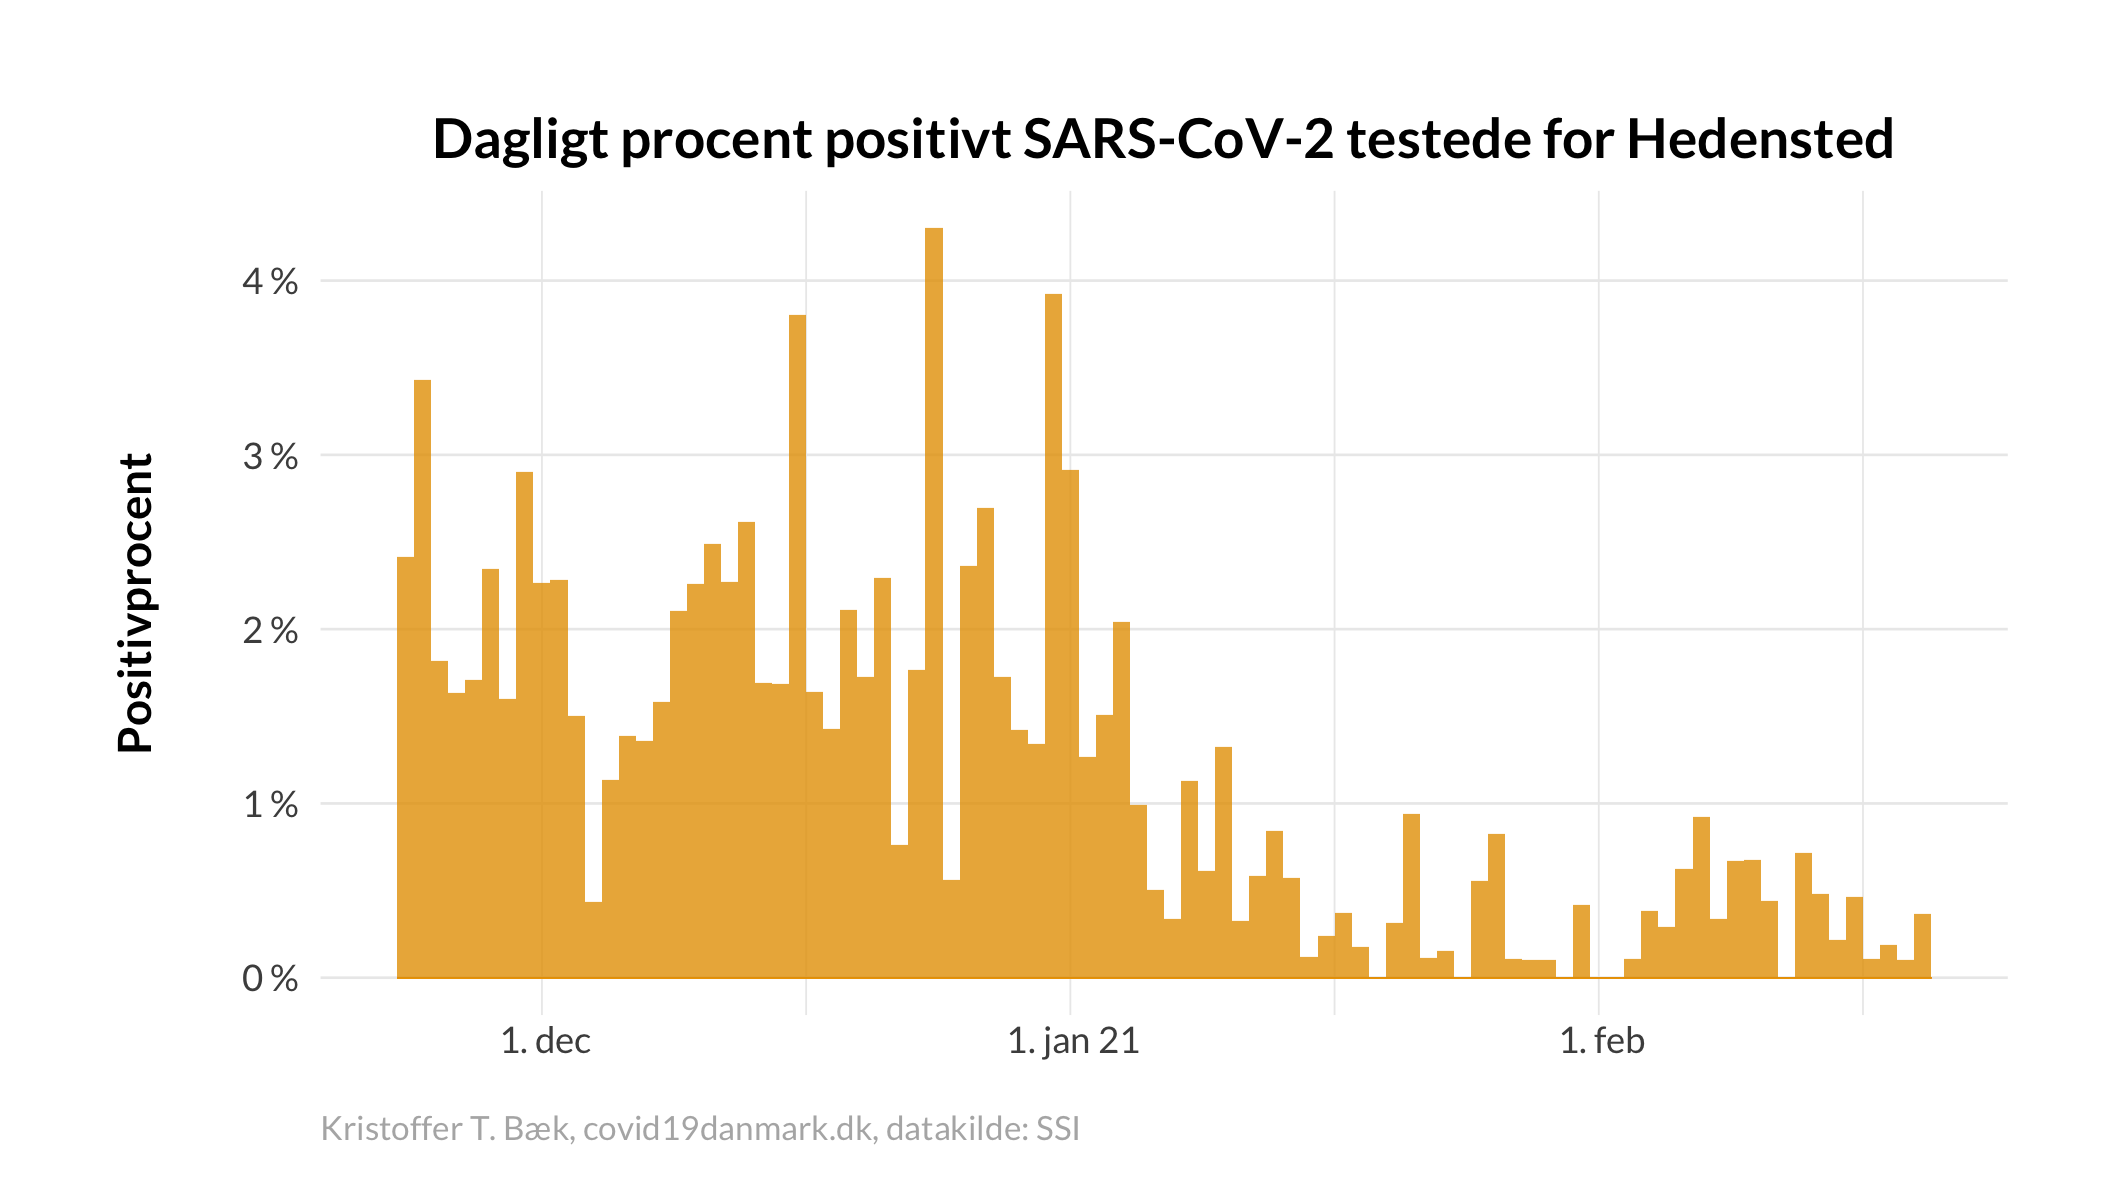 Dagligt procent positivt SARS-CoV-2 testede for Hedensted
Positivprocent
4 %
3 %
2 %
1 %
0 %
1. dec
1. jan 21
1. feb
Kristoffer T. Bæk, covid19danmark.dk, datakilde: SSI